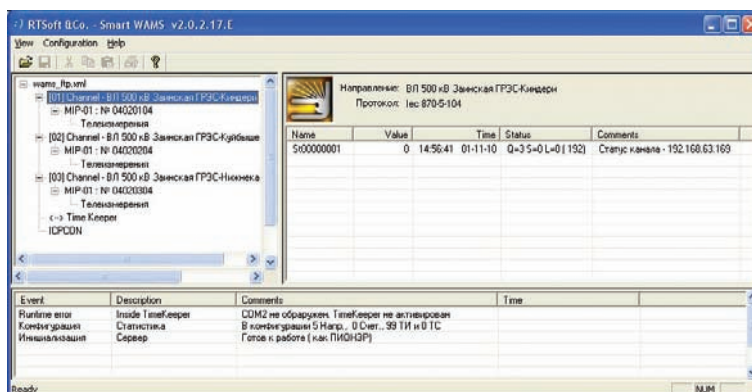 RTSoft &Co. - Smart WAMS v2.0.2.17.E
View Configuration Help
wams_ftp.xml
[01] Channel - ВЛ 500 кВ Заинская ГРЭС-Киндери
MIP-01 : № 04020104
Телеизмерения
[02] Channel - ВЛ 500 кВ Заинская ГРЭС-Куйбыше
MIP-01 : № 04020204
Телеизмерения
[03] Channel - ВЛ 500 кВ Заинская ГРЭС-Нижнека
MIP-01 : № 04020304
Телеизмерения
<-> Time Keeper
ICPCON
Направление: ВЛ 500 кВ Заинская ГРЭС-Киндери
Протокол: Iec 870-5-104
Name Value Time Status Comments
St00000001 0 14:56:41 01-11-10 Q=3 S=0 L=0 ( 192) Статус канала - 192.168.63.169
Event Description Comments Time
Runtime error Inside TimeKeeper COM2 не обнаружен. TimeKeeper не активирован
Конфигурация Статистика В конфигурации 5 Напр., 0 Счет., 99 ТИ и 0 ТС
Инициализация Сервер Готов к работе ( как ПИОНЭР)
Ready NUM